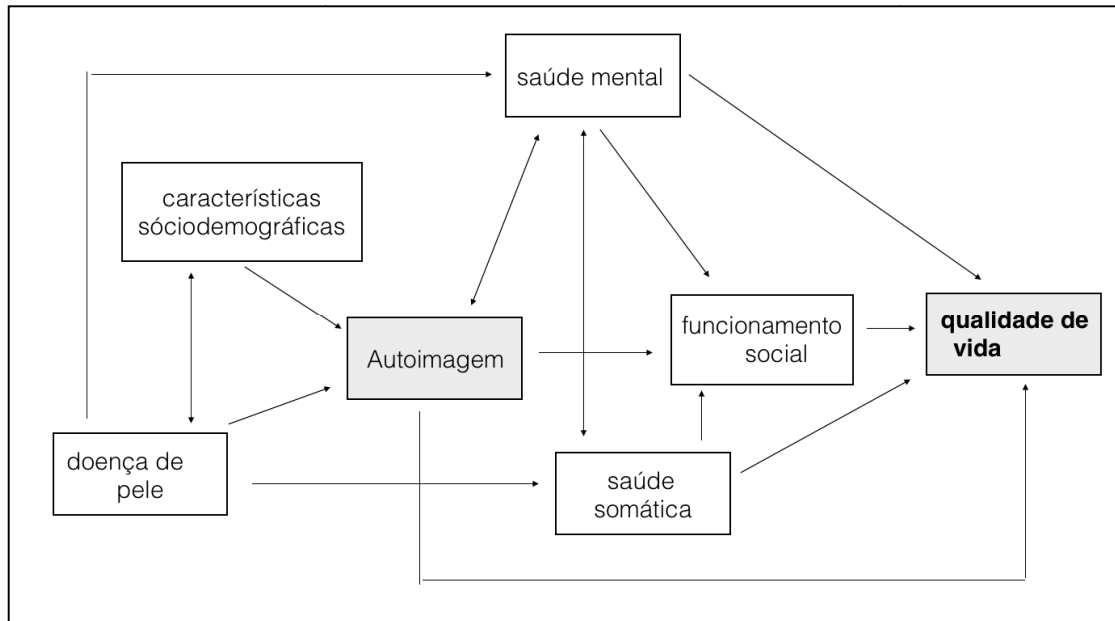 saúde mental
características
sóciodemográficas
Autoimagem
funcionamento
social
qualidade de
vida
doença de
pele
saúde
somática